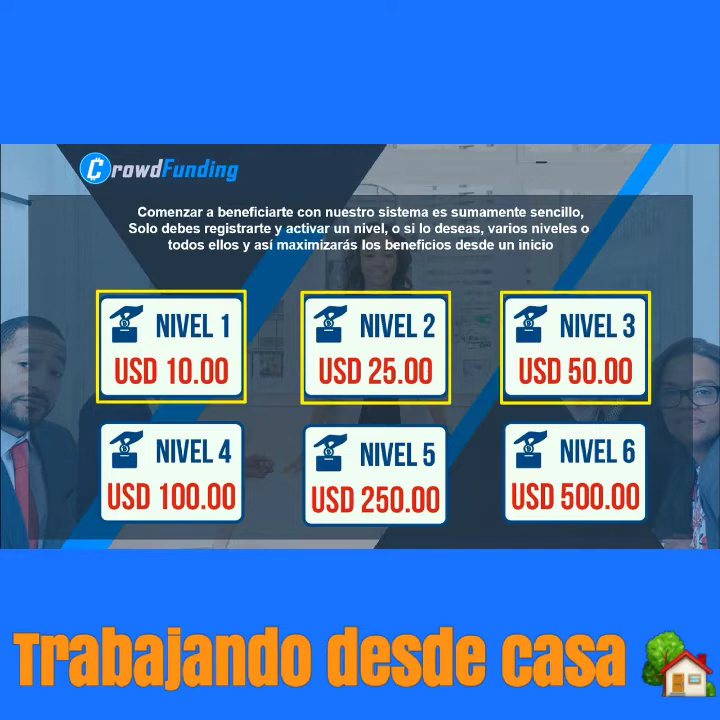 CrowdFunding
Comenzar a beneficiarte con nuestro sistema es sumamente sencillo,
Solo debes registrarte y activar un nivel, o si lo deseas, varios niveles o
todos ellos y así maximizarás los beneficios desde un inicio
NIVEL 1
USD 10.00
NIVEL 2
USD 25.00
NIVEL 3
USD 50.00
NIVEL 4
USD 100.00
NIVEL 5
USD 250.00
NIVEL 6
USD 500.00
Trabajando desde casa